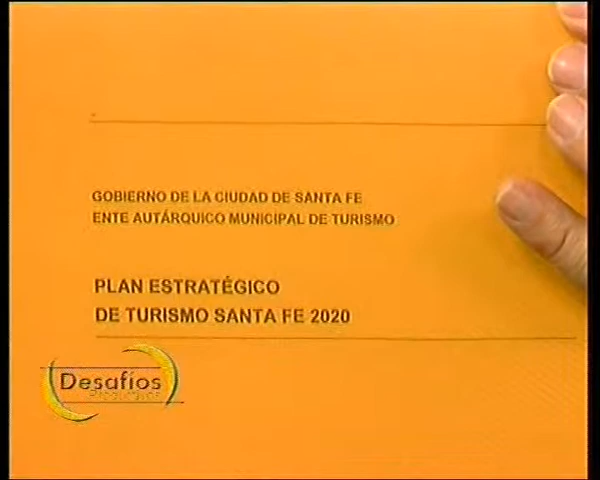 GOBIERNO DE LA CIUDAD DE SANTA FE
ENTE AUTÁRQUICO MUNICIPAL DE TURISMO
PLAN ESTRATÉGICO
DE TURISMO SANTA FE 2020
Desafíos
Productivos